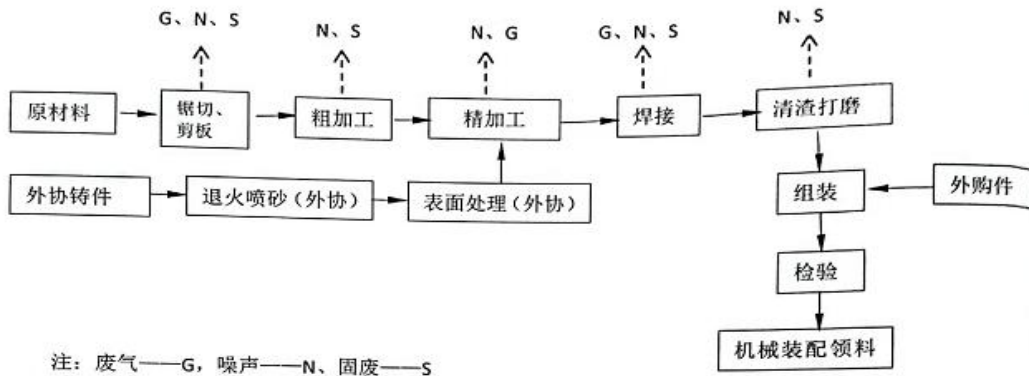 G、N、S
N、S
N、G
G、N、S
N、S
原材料
锯切、
剪板
粗加工
精加工
焊接
清渣打磨
外协铸件
退火喷砂(外协)
表面处理(外协)
组装
外购件
检验
机械装配领料
注：废气——G，噪声——N、固废——S